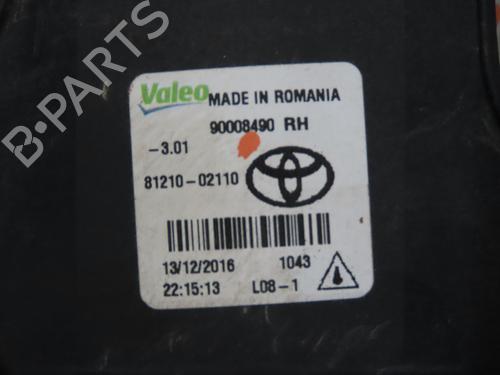 B-PARTS
Valeo MADE IN ROMANIA
90008490 RH
-3.01
81210-02110
13/12/2016 1043
22:15:13 L08-1